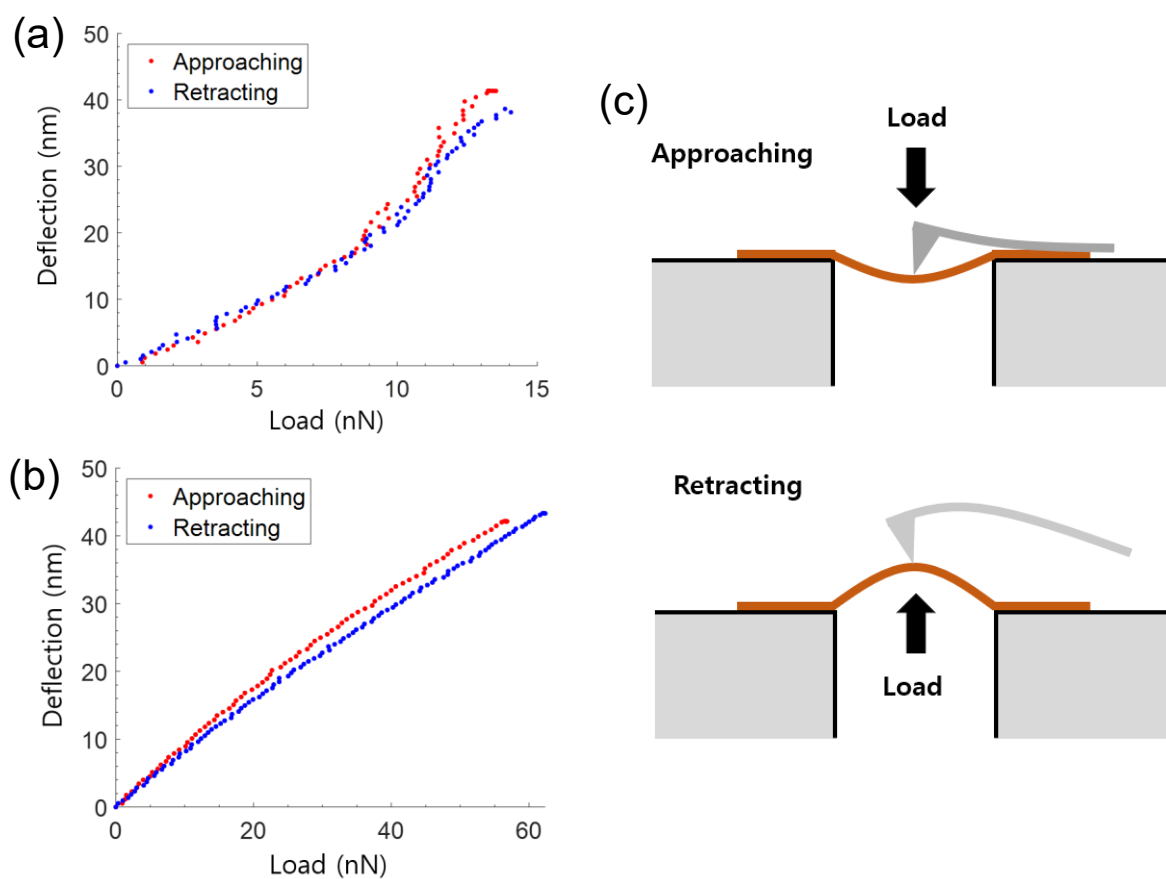 (a)
50
40
30
20
10
0
Deflection (nm)
Approaching
Retracting
0
5
10
15
Load (nN)
(b)
50
40
30
20
10
0
Deflection (nm)
Approaching
Retracting
0
20
40
60
Load (nN)
(c)
Load
Approaching
Retracting
Load